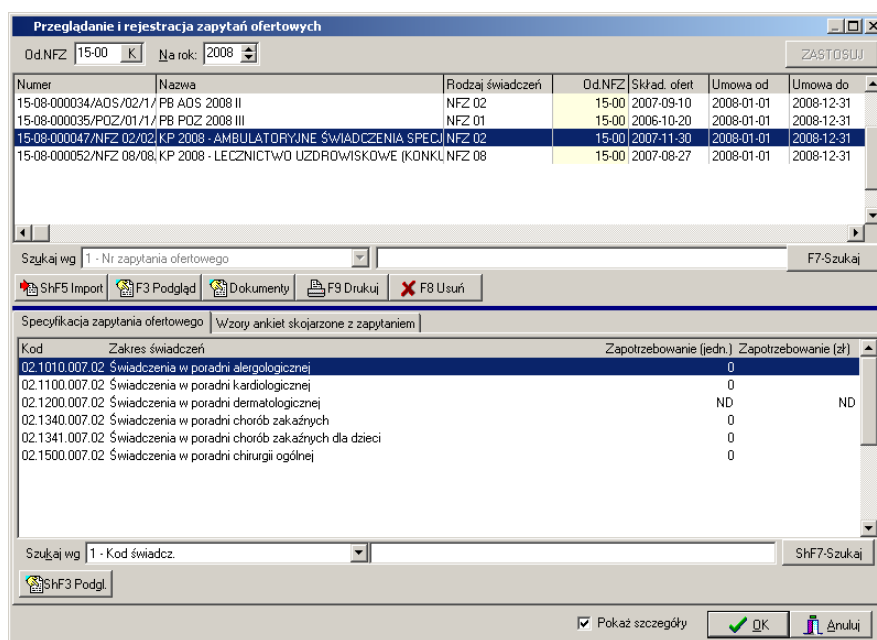 Przeglądanie i rejestracja zapytań ofertowych
Od.NFZ 15-00 K Na rok: 2008 ZASTOSUJ
Numer Nazwa Rodzaj świadczeń Od.NFZ Skład. ofert Umowa od Umowa do
15-08-000034/AOS/02/1/ PB AOS 2008 II NFZ 02 15-00 2007-09-10 2008-01-01 2008-12-31
15-08-000035/POZ/01/1/ PB POZ 2008 III NFZ 01 15-00 2006-10-20 2008-01-01 2008-12-31
15-08-000047/NFZ 02/02, KP 2008 - AMBULATORYJNE ŚWIADCZENIA SPECJ NFZ 02 15-00 2007-11-30 2008-01-01 2008-12-31
15-08-000052/NFZ 08/08, KP 2008 - LECZNICTWO UZDROWISKOWE (KONKU NFZ 08 15-00 2007-08-27 2008-01-01 2008-12-31
Szukaj wg 1 - Nr zapytania ofertowego F7-Szukaj
ShF5 Import F3 Podgląd Dokumenty F9 Drukuj F8 Usuń
Specyfikacja zapytania ofertowego Wzory ankiet skojarzone z zapytaniem
Kod Zakres świadczeń Zapotrzebowanie (jedn.) Zapotrzebowanie (zł)
02.1010.007.02 Świadczenia w poradni alergologicznej 0
02.1100.007.02 Świadczenia w poradni kardiologicznej 0
02.1200.007.02 Świadczenia w poradni dermatologicznej ND ND
02.1340.007.02 Świadczenia w poradni chorób zakaźnych 0
02.1341.007.02 Świadczenia w poradni chorób zakaźnych dla dzieci 0
02.1500.007.02 Świadczenia w poradni chirurgii ogólnej 0
Szukaj wg 1 - Kod świadcz. ShF7-Szukaj
ShF3 Podgl.
Pokaż szczegóły OK Anuluj